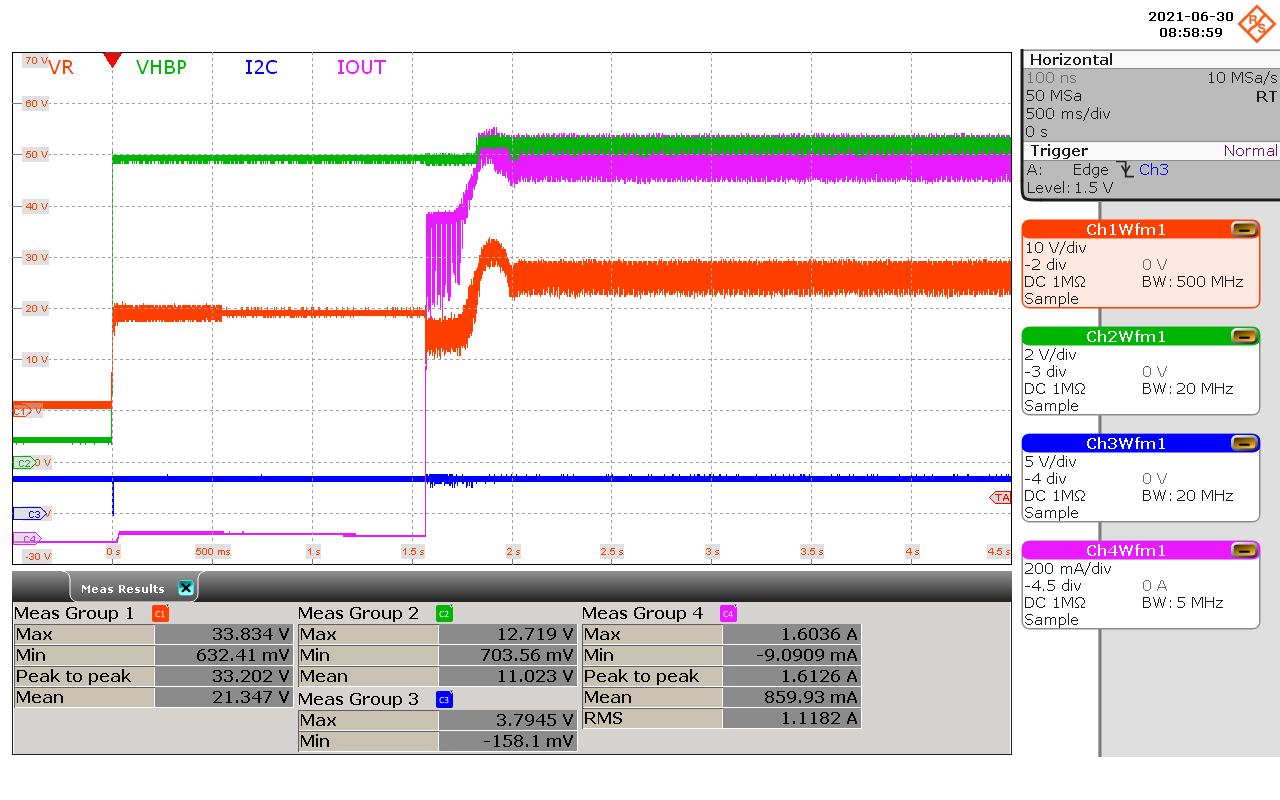 2021-06-30
08:58:59
R&S
70 V VR VHBP I2C IOUT
60 V
50 V
40 V
30 V
20 V
10 V
C1 V
C2 0 V
C3 V
C4
-30 V 0 s 500 ms 1 s 1.5 s 2 s 2.5 s 3 s 3.5 s 4 s 4.5 s
TA
Horizontal
100 ns 10 MSa/s
50 MSa RT
500 ms/div
0 s
Trigger Normal
A: Edge Ch3
Level: 1.5 V
Ch1Wfm1
10 V/div
-2 div 0 V
DC 1MΩ BW: 500 MHz
Sample
Ch2Wfm1
2 V/div
-3 div 0 V
DC 1MΩ BW: 20 MHz
Sample
Ch3Wfm1
5 V/div
-4 div 0 V
DC 1MΩ BW: 20 MHz
Sample
Ch4Wfm1
200 mA/div
-4.5 div 0 A
DC 1MΩ BW: 5 MHz
Sample
Meas Results
Meas Group 1 C1
Max 33.834 V
Min 632.41 mV
Peak to peak 33.202 V
Mean 21.347 V
Meas Group 2 C2
Max 12.719 V
Min 703.56 mV
Mean 11.023 V
Meas Group 3 C3
Max 3.7945 V
Min -158.1 mV
Meas Group 4 C4
Max 1.6036 A
Min -9.0909 mA
Peak to peak 1.6126 A
Mean 859.93 mA
RMS 1.1182 A